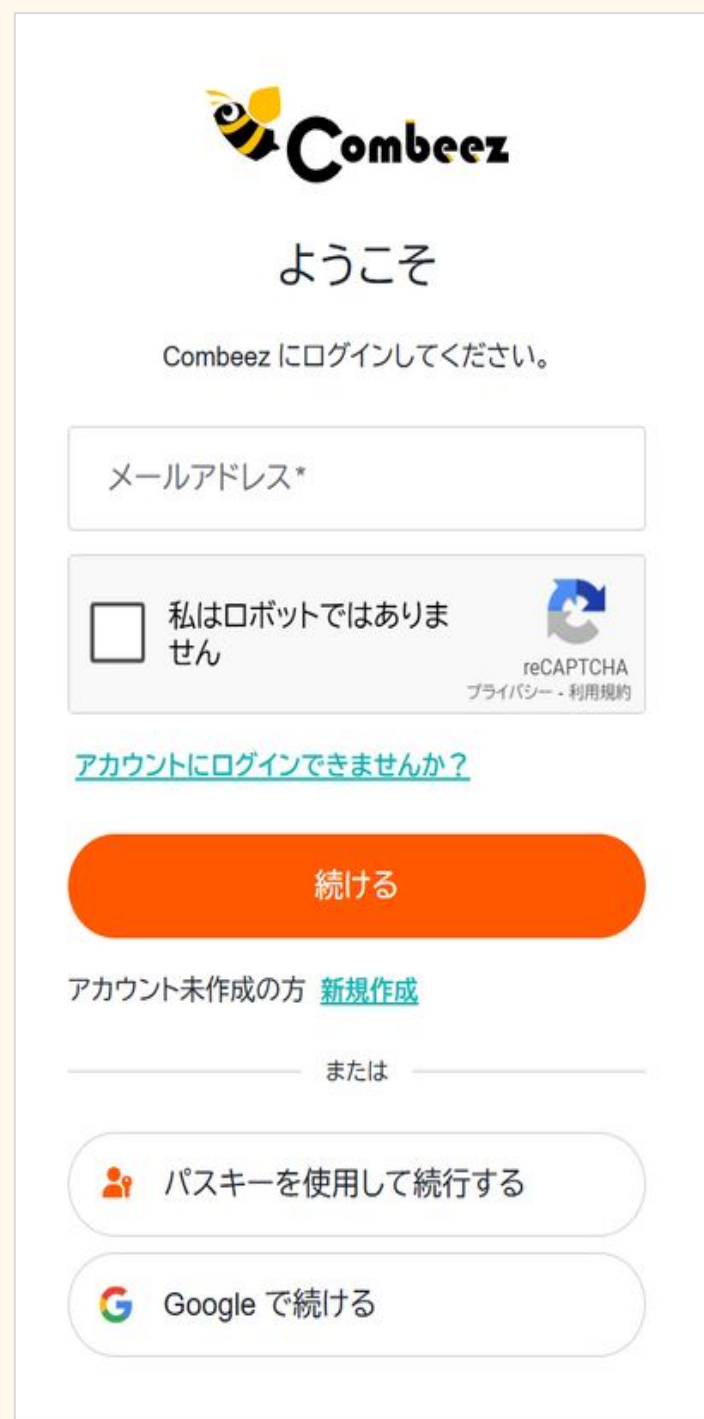 Combeez
ようこそ
Combeez にログインしてください。
メールアドレス*
私はロボットではありま
せん
reCAPTCHA
プライバシー - 利用規約
アカウントにログインできませんか？
続ける
アカウント未作成の方 新規作成
または
パスキーを使用して続行する
G
Google で続ける